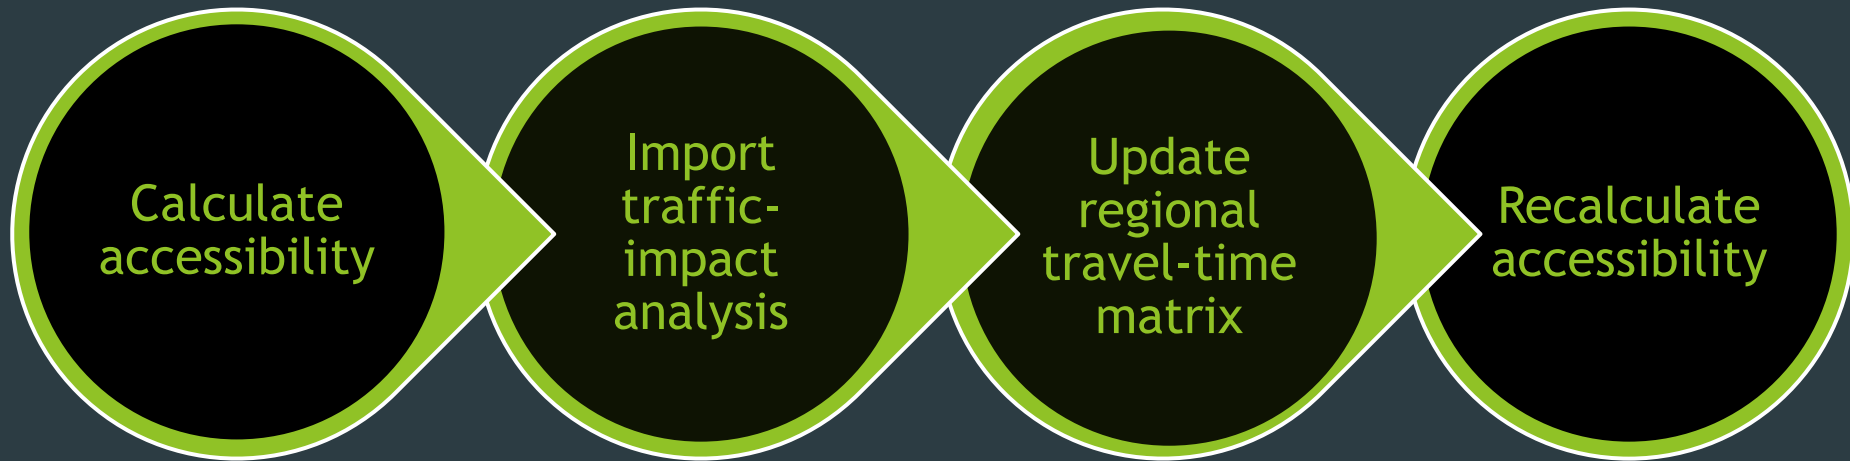 Calculate
accessibility
Import
traffic-
impact
analysis
Update
regional
travel-time
matrix
Recalculate
accessibility